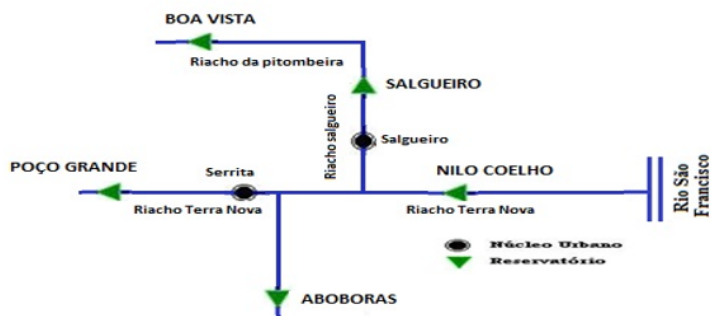 BOA VISTA
Riacho da pitombeira
SALGUEIRO
Riacho salgueiro
Salgueiro
POÇO GRANDE
Serrita
NILO COELHO
Riacho Terra Nova
Riacho Terra Nova
Rio São
Francisco
Núcleo Urbano
Reservatório
ABOBORAS